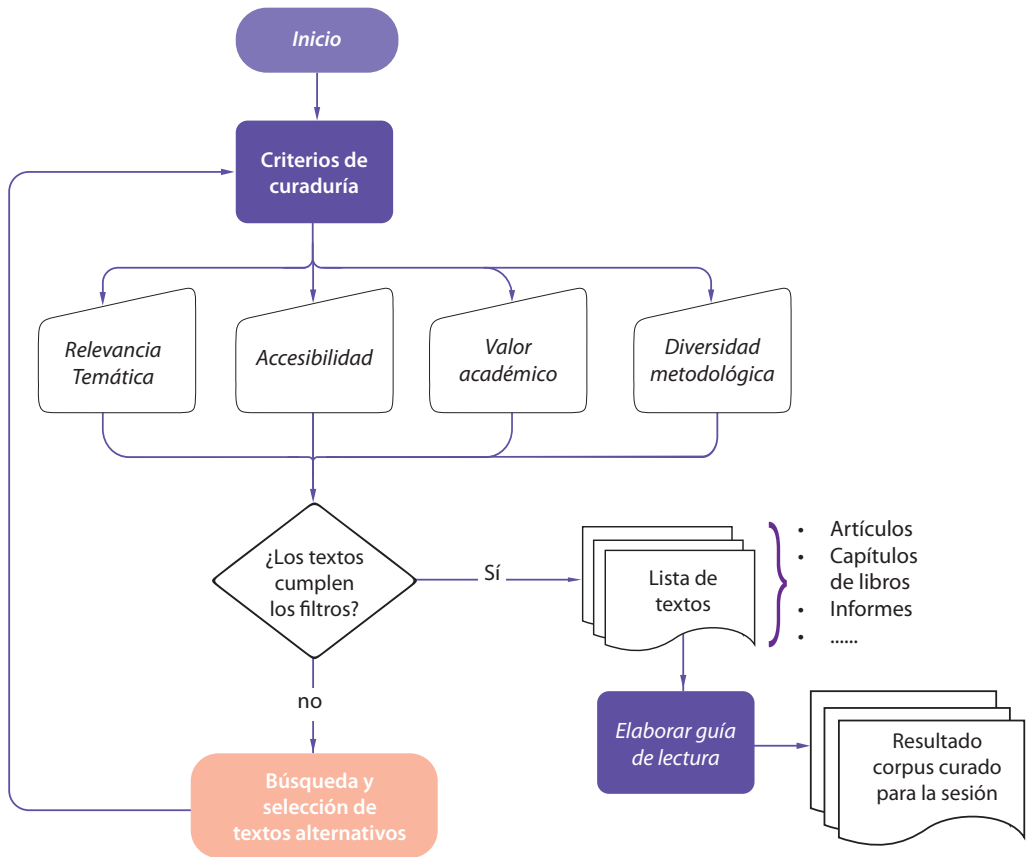 Inicio
Criterios de
curaduría
Relevancia
Temática
Accesibilidad
Valor
académico
Diversidad
metodológica
¿Los textos
cumplen
los filtros?
Sí
Lista de
textos
• Artículos
• Capítulos
de libros
• Informes
• ......
no
Elaborar guía
de lectura
Resultado
corpus curado
para la sesión
Búsqueda y
selección de
textos alternativos